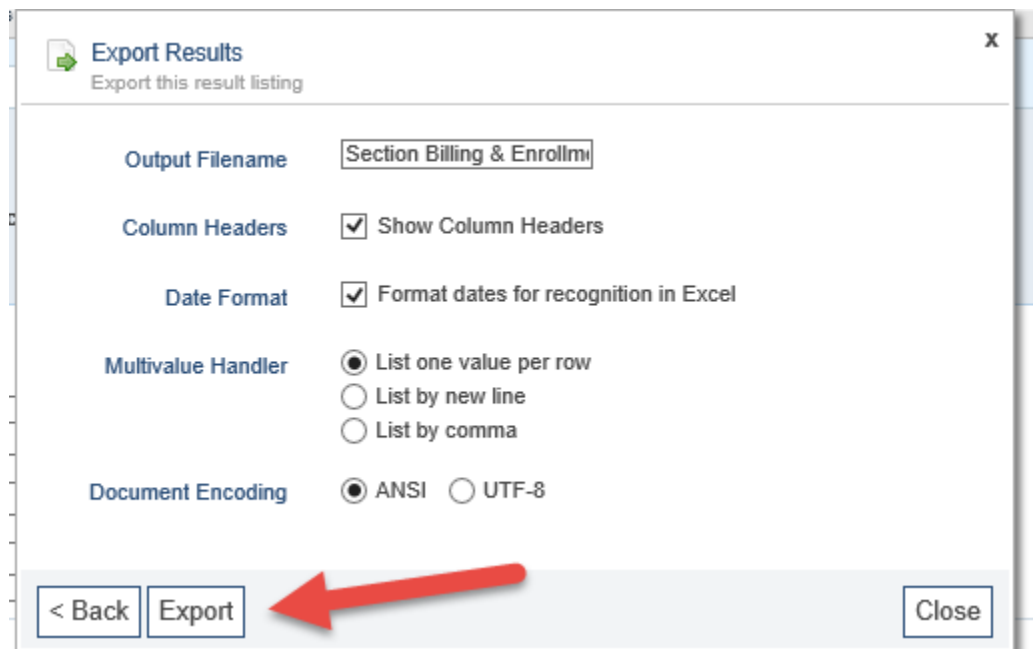 Export Results
x
Export this result listing
Output Filename
Section Billing &
Column Headers
Show Column Headers
Date Format
Format dates for recognition in Excel
Multivalue Handler
List one value per row
List by new line
List by comma
Document Encoding
ANSI
UTF-8
< Back
Export
Close